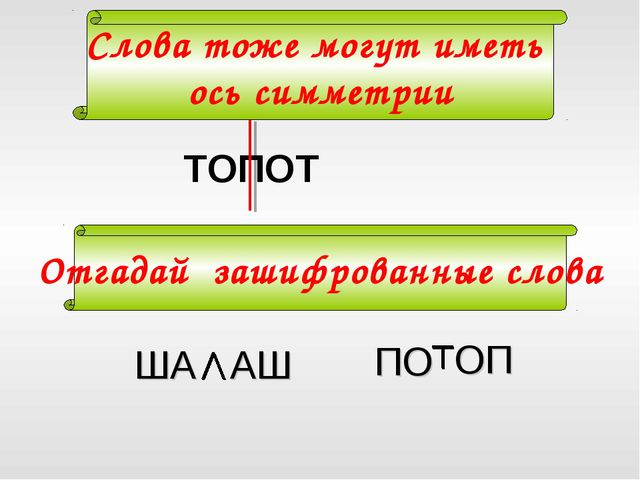 Слова тоже могут иметь
ось симметрии
ТОПОТ
Отгадай зашифрованные слова
ШАЛАШ ПОТОП